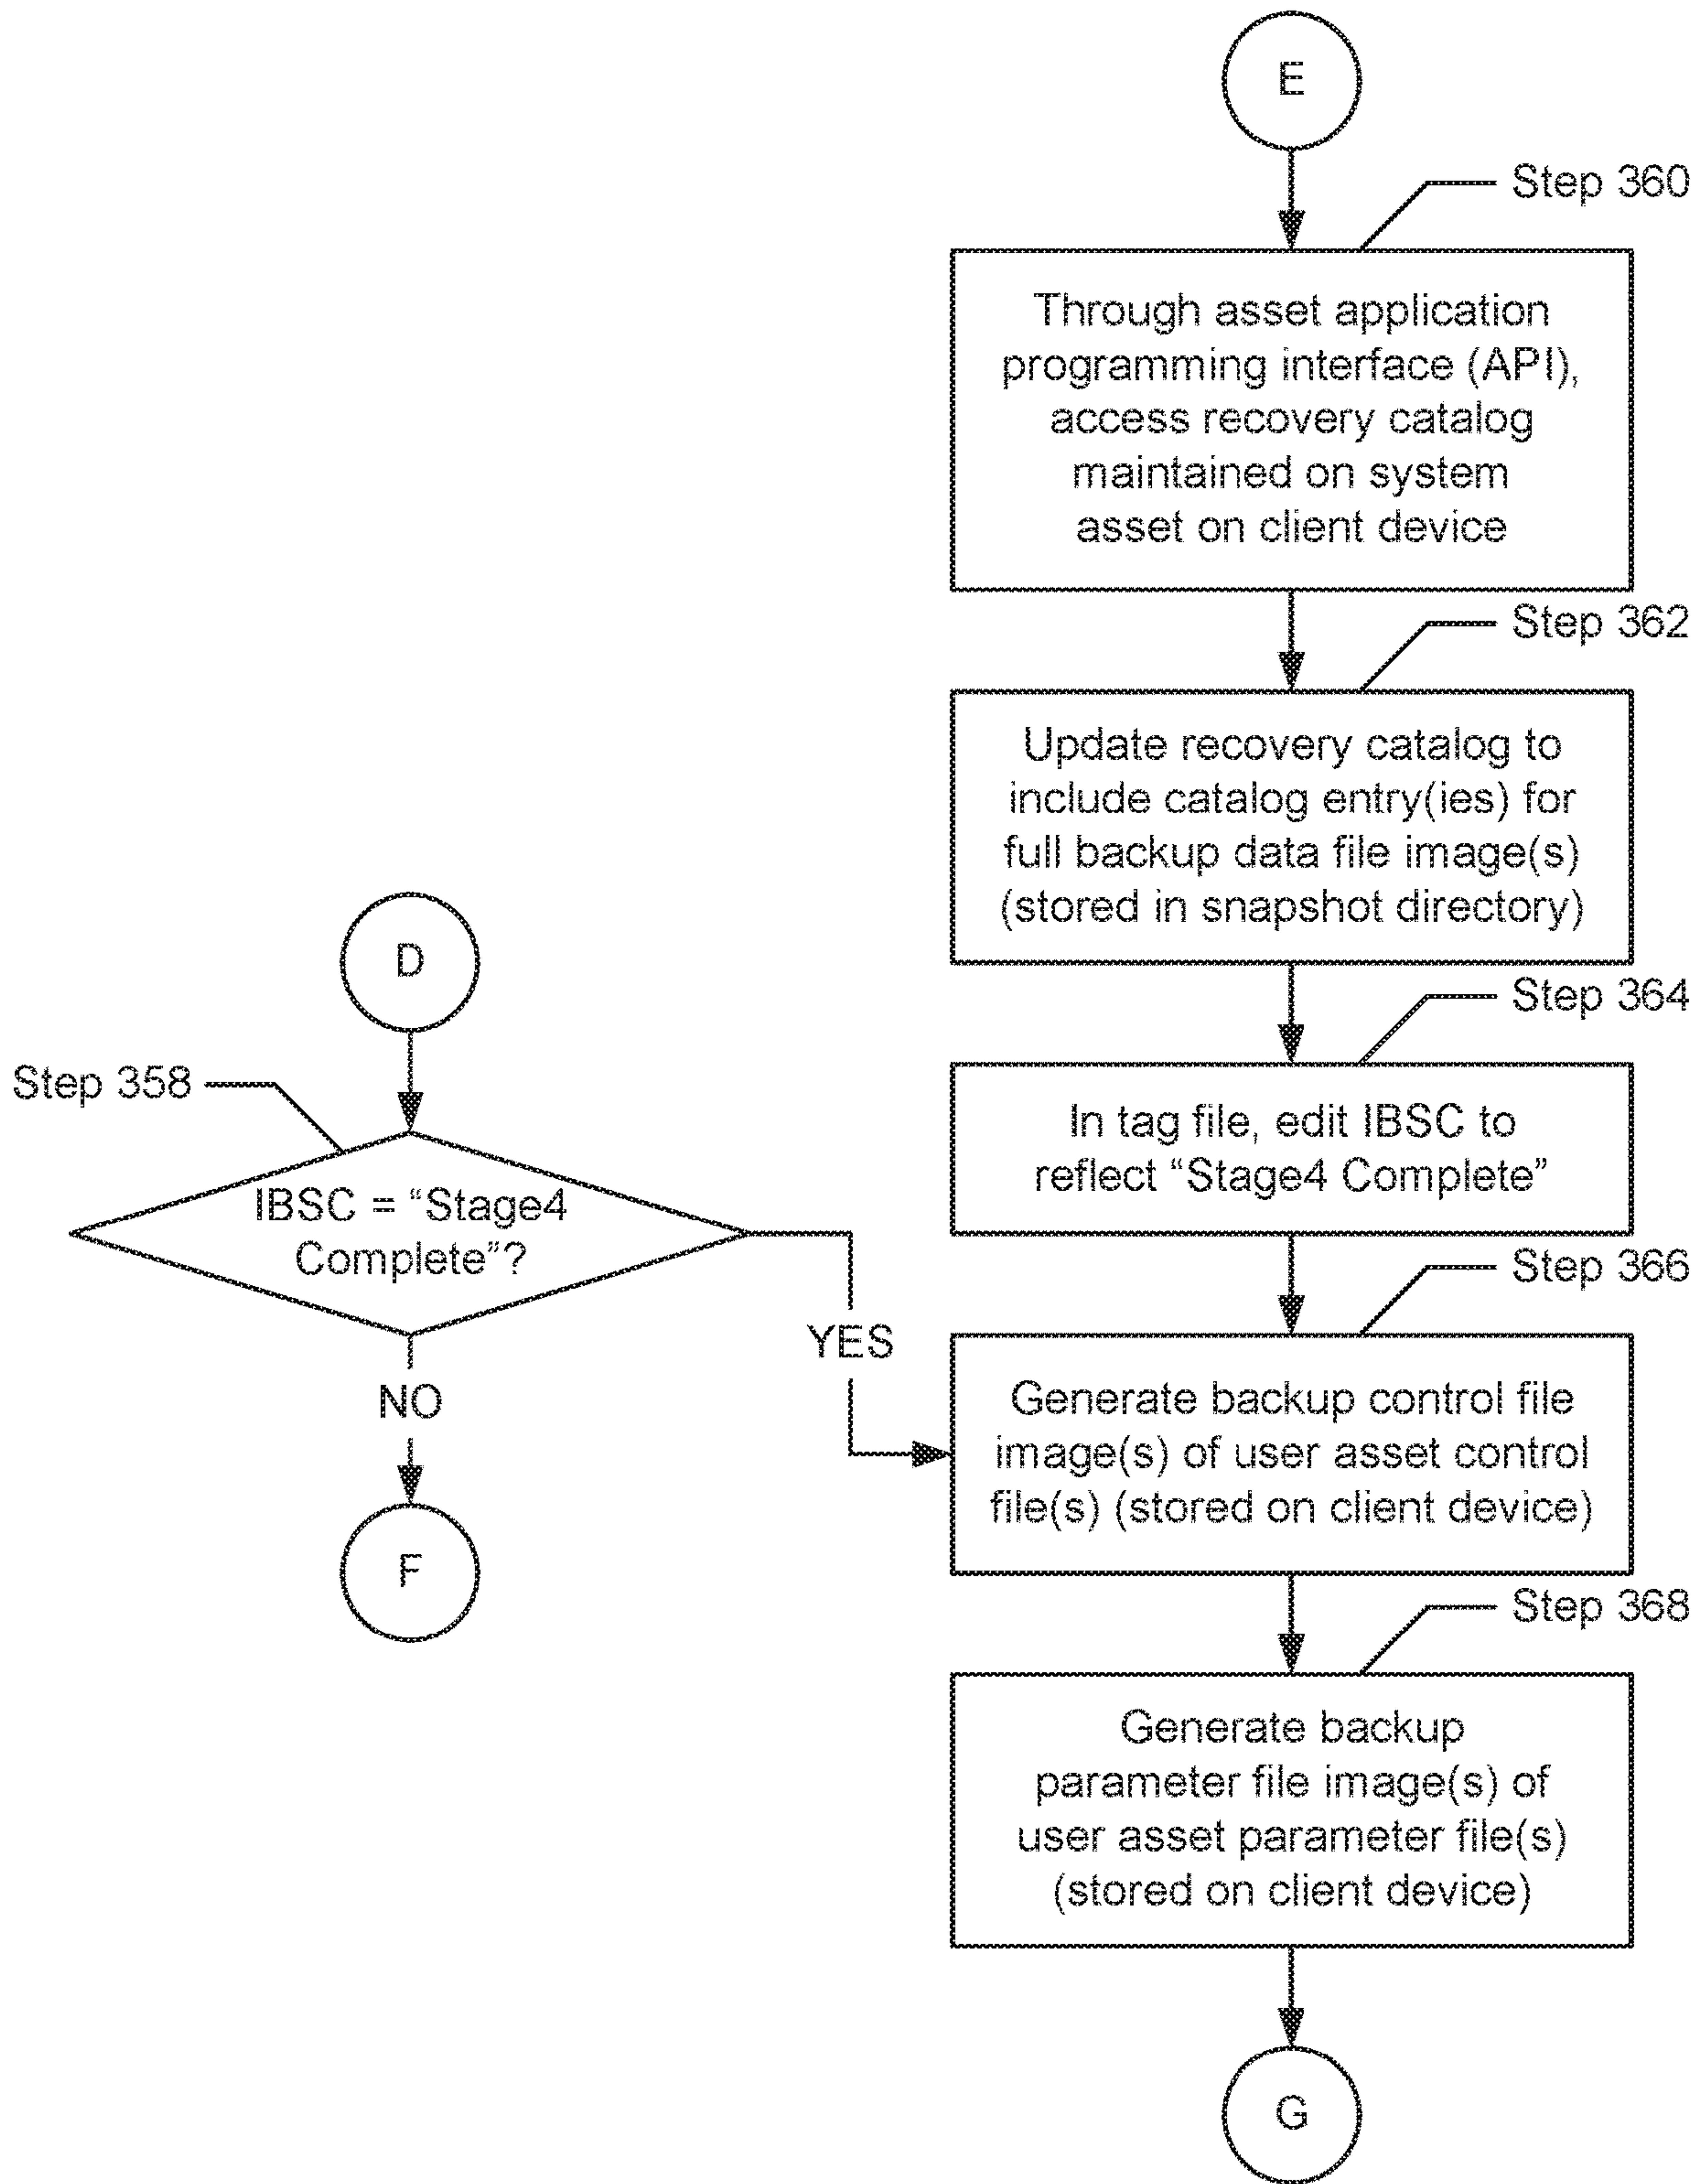 E
Step 360
Through asset application
programming interface (API),
access recovery catalog
maintained on system
asset on client device
Step 362
Update recovery catalog to
include catalog entry(ies) for
full backup data file image(s)
(stored in snapshot directory)
D
Step 364
Step 358
In tag file, edit IBSC to
reflect “Stage4 Complete”
IBSC = “Stage4
Complete”?
Step 366
YES
NO
Generate backup control file
image(s) of user asset control
file(s) (stored on client device)
F
Step 368
Generate backup
parameter file image(s) of
user asset parameter file(s)
(stored on client device)
G